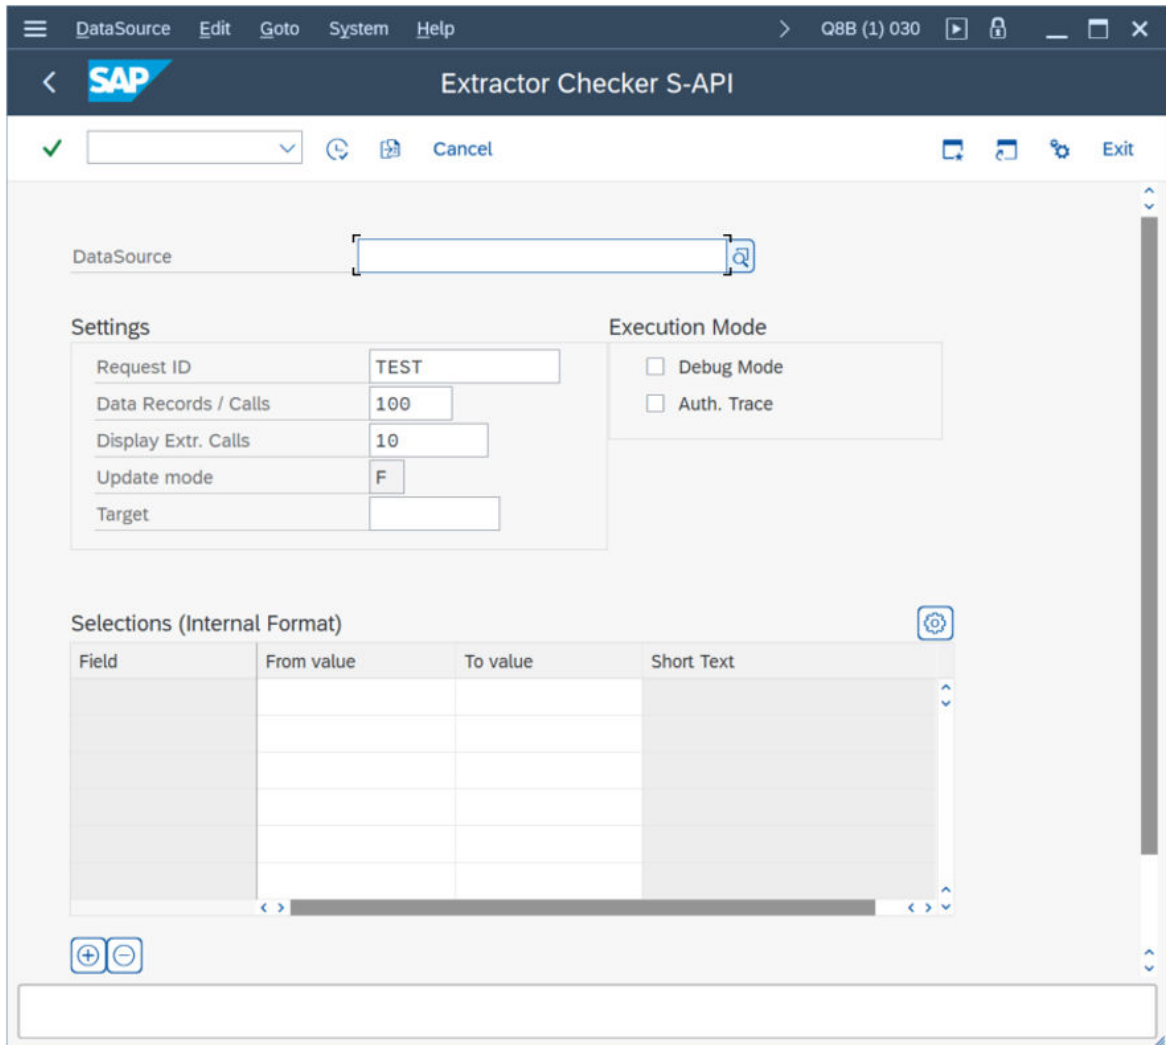 DataSource Edit Goto System Help Q8B (1) 030
SAP Extractor Checker S-API
Cancel Exit
DataSource
Settings Execution Mode
Request ID TEST Debug Mode
Data Records / Calls 100 Auth. Trace
Display Extr. Calls 10
Update mode F
Target
Selections (Internal Format)
Field From value To value Short Text